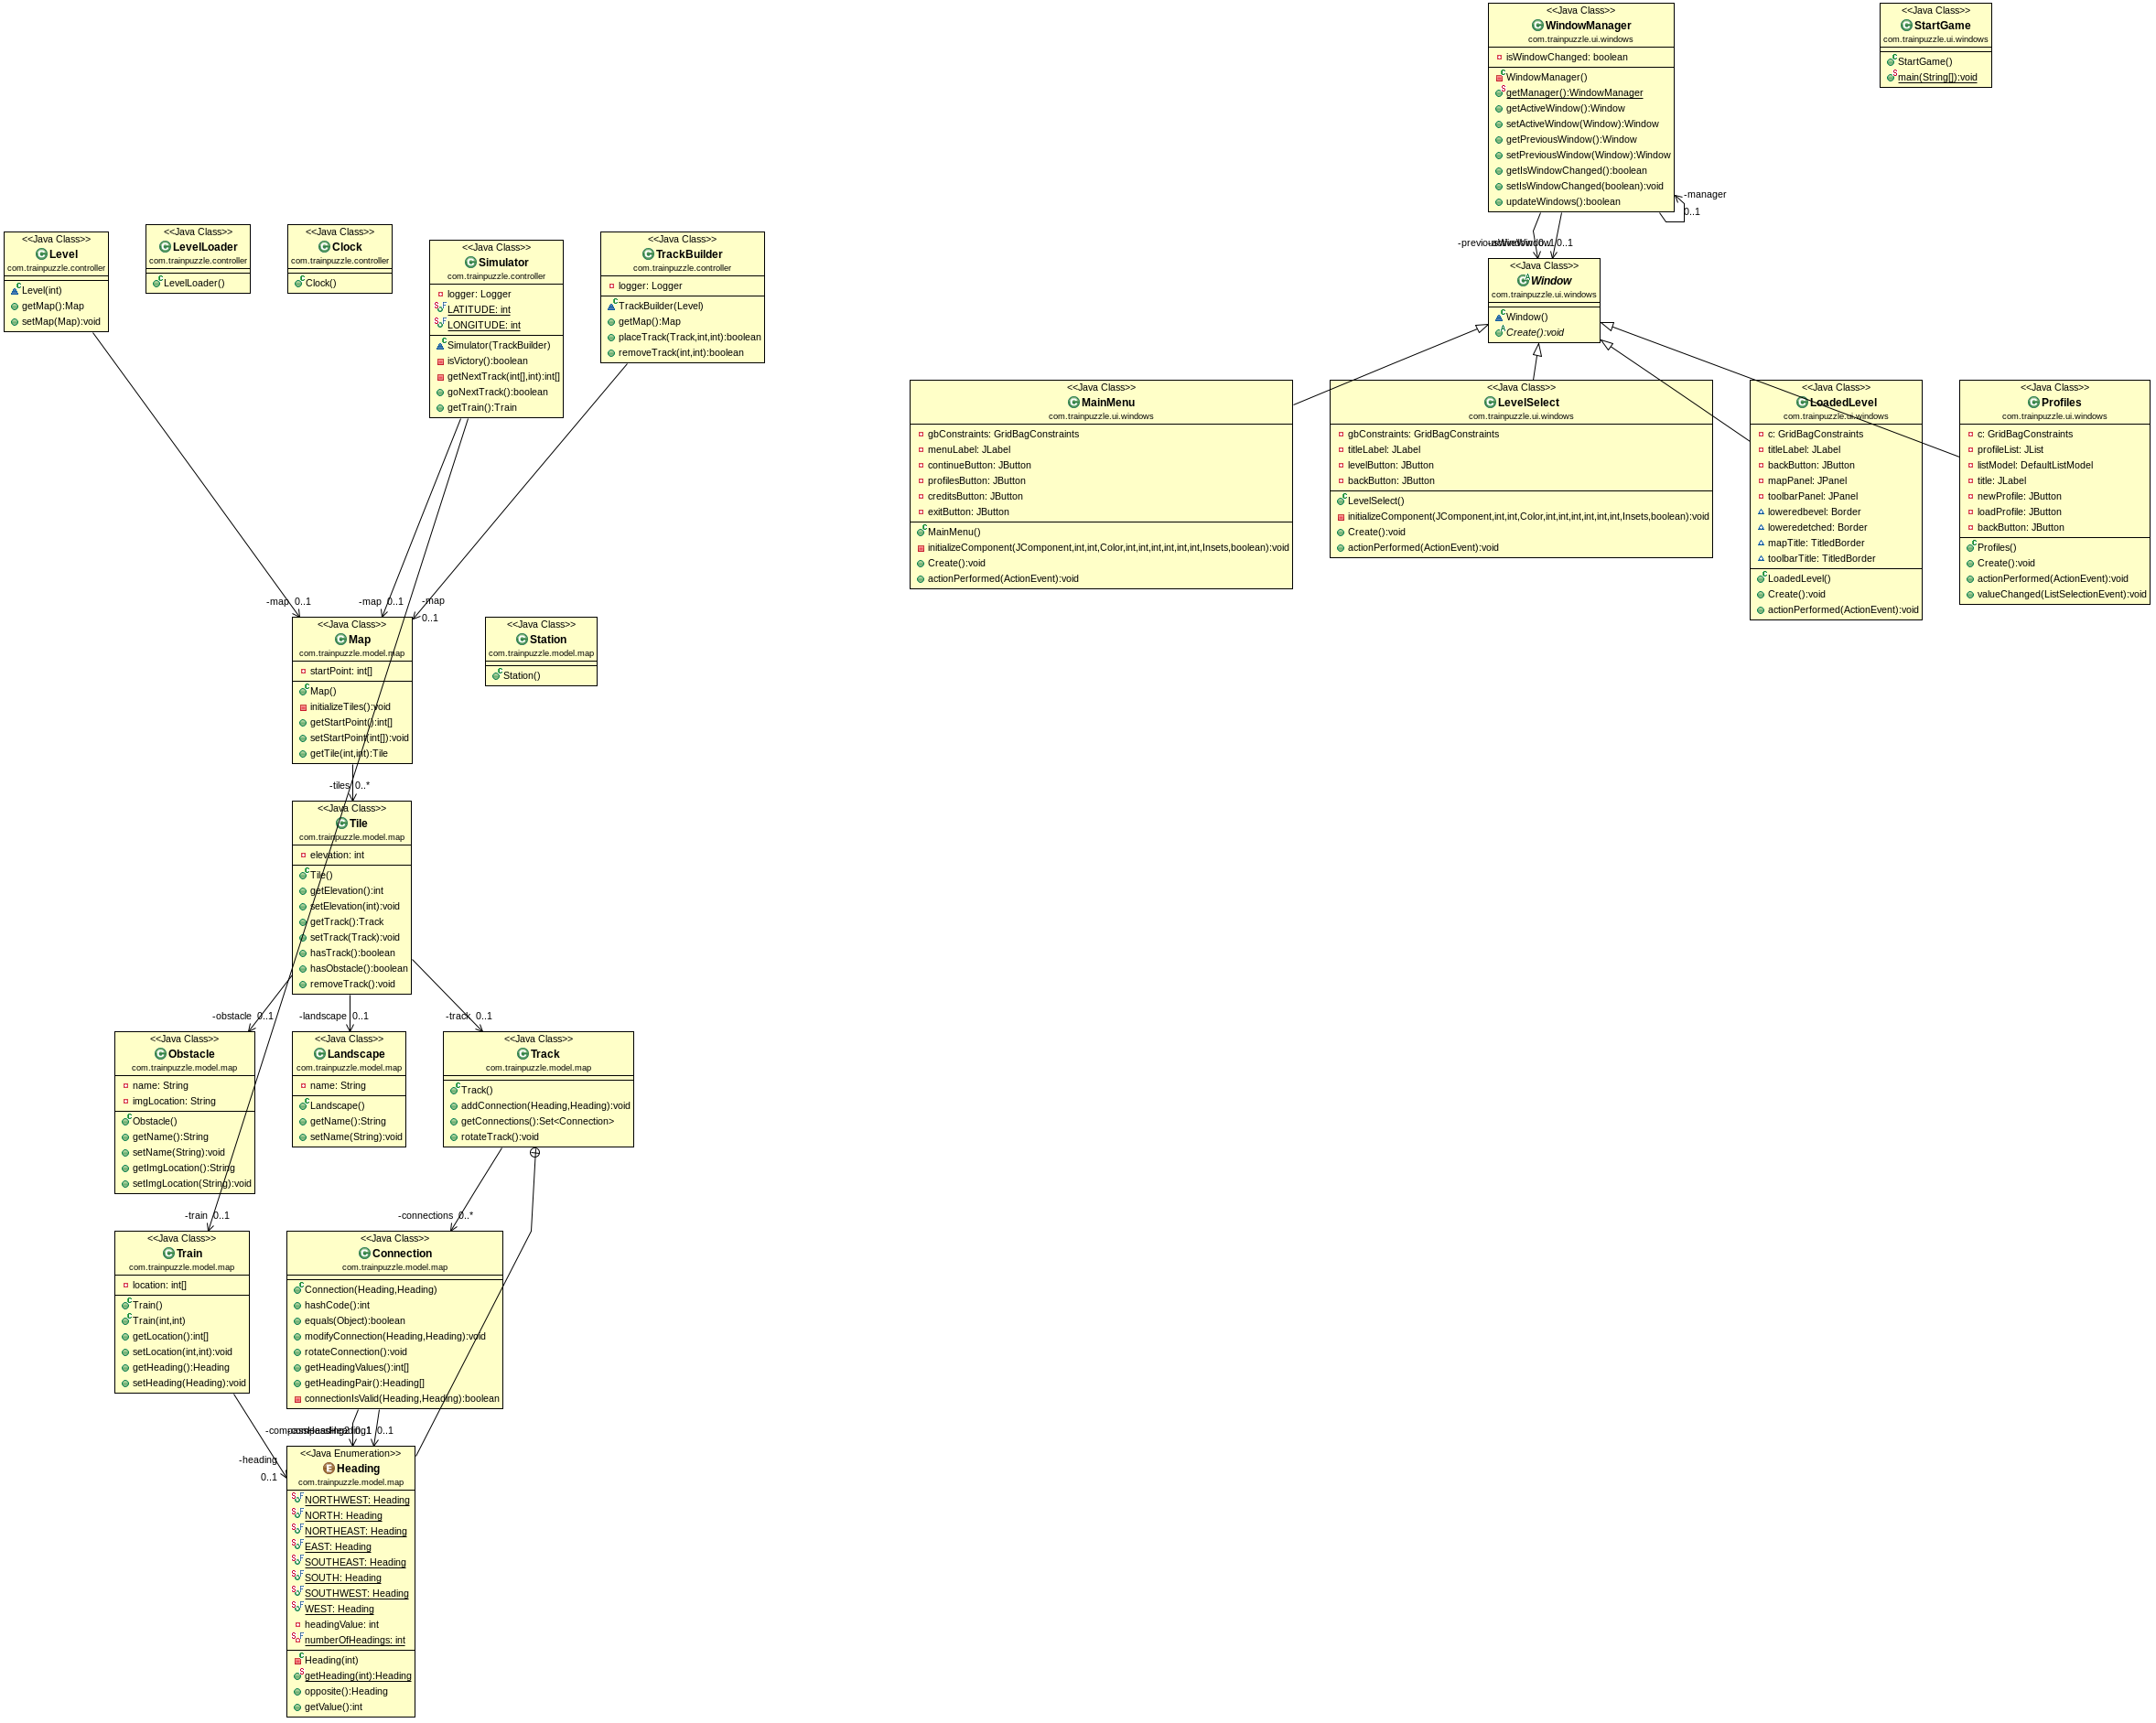 <<Java Class>>
WindowManager
com.trainpuzzle.ui.windows
isWindowChanged: boolean
WindowManager()
getManager():WindowManager
getActiveWindow():Window
setActiveWindow(Window):Window
getPreviousWindow():Window
setPreviousWindow(Window):Window
getIsWindowChanged():boolean
setIsWindowChanged(boolean):void
updateWindows():boolean
-manager
0..1
<<Java Class>>
StartGame
com.trainpuzzle.ui.windows
StartGame()
main(String[]):void
<<Java Class>>
Level
com.trainpuzzle.controller
Level(int)
getMap():Map
setMap(Map):void
<<Java Class>>
LevelLoader
com.trainpuzzle.controller
LevelLoader()
<<Java Class>>
Clock
com.trainpuzzle.controller
Clock()
<<Java Class>>
Simulator
com.trainpuzzle.controller
logger: Logger
LATITUDE: int
LONGITUDE: int
Simulator(TrackBuilder)
isVictory():boolean
getNextTrack(int[],int):int[]
goNextTrack():boolean
getTrain():Train
<<Java Class>>
TrackBuilder
com.trainpuzzle.controller
logger: Logger
TrackBuilder(Level)
getMap():Map
placeTrack(Track,int,int):boolean
removeTrack(int,int):boolean
0..1
<<Java Class>>
Window
com.trainpuzzle.ui.windows
Window()
Create():void
<<Java Class>>
MainMenu
com.trainpuzzle.ui.windows
gbConstraints: GridBagConstraints
menuLabel: JLabel
continueButton: JButton
profilesButton: JButton
creditsButton: JButton
exitButton: JButton
MainMenu()
initializeComponent(JComponent,int,int,Color,int,int,int,int,int,int,Insets,boolean):void
Create():void
actionPerformed(ActionEvent):void
<<Java Class>>
LevelSelect
com.trainpuzzle.ui.windows
gbConstraints: GridBagConstraints
titleLabel: JLabel
levelButton: JButton
backButton: JButton
LevelSelect()
initializeComponent(JComponent,int,int,Color,int,int,int,int,int,int,Insets,boolean):void
Create():void
actionPerformed(ActionEvent):void
<<Java Class>>
LoadedLevel
com.trainpuzzle.ui.windows
c: GridBagConstraints
titleLabel: JLabel
backButton: JButton
mapPanel: JPanel
toolbarPanel: JPanel
loweredbevel: Border
loweredetched: Border
mapTitle: TitledBorder
toolbarTitle: TitledBorder
LoadedLevel()
Create():void
actionPerformed(ActionEvent):void
<<Java Class>>
Profiles
com.trainpuzzle.ui.windows
c: GridBagConstraints
profileList: JList
listModel: DefaultListModel
title: JLabel
newProfile: JButton
loadProfile: JButton
backButton: JButton
Profiles()
Create():void
actionPerformed(ActionEvent):void
valueChanged(ListSelectionEvent):void
-map 0..1
-map 0..1
-map
0..1
<<Java Class>>
Map
com.trainpuzzle.model.map
startPoint: int[]
Map()
initializeTiles():void
getStartPoint():int[]
setStartPoint(int[]):void
getTile(int,int):Tile
<<Java Class>>
Station
com.trainpuzzle.model.map
Station()
-tiles 0..*
<<Java Class>>
Tile
com.trainpuzzle.model.map
elevation: int
Tile()
getElevation():int
setElevation(int):void
getTrack():Track
setTrack(Track):void
hasTrack():boolean
hasObstacle():boolean
removeTrack():void
-obstacle 0..1
-landscape 0..1
-track 0..1
<<Java Class>>
Obstacle
com.trainpuzzle.model.map
name: String
imgLocation: String
Obstacle()
getName():String
setName(String):void
getImgLocation():String
setImgLocation(String):void
<<Java Class>>
Landscape
com.trainpuzzle.model.map
name: String
Landscape()
getName():String
setName(String):void
<<Java Class>>
Track
com.trainpuzzle.model.map
Track()
addConnection(Heading,Heading):void
getConnections():Set<Connection>
rotateTrack():void
-train 0..1
-connections 0..*
<<Java Class>>
Train
com.trainpuzzle.model.map
location: int[]
Train()
Train(int,int)
getLocation():int[]
setLocation(int,int):void
getHeading():Heading
setHeading(Heading):void
<<Java Class>>
Connection
com.trainpuzzle.model.map
Connection(Heading,Heading)
hashCode():int
equals(Object):boolean
modifyConnection(Heading,Heading):void
rotateConnection():void
getHeadingValues():int[]
getHeadingPair():Heading[]
connectionIsValid(Heading,Heading):boolean
0..1
-heading
0..1
<<Java Enumeration>>
Heading
com.trainpuzzle.model.map
NORTHWEST: Heading
NORTH: Heading
NORTHEAST: Heading
EAST: Heading
SOUTHEAST: Heading
SOUTH: Heading
SOUTHWEST: Heading
WEST: Heading
headingValue: int
numberOfHeadings: int
Heading(int)
getHeading(int):Heading
opposite():Heading
getValue():int